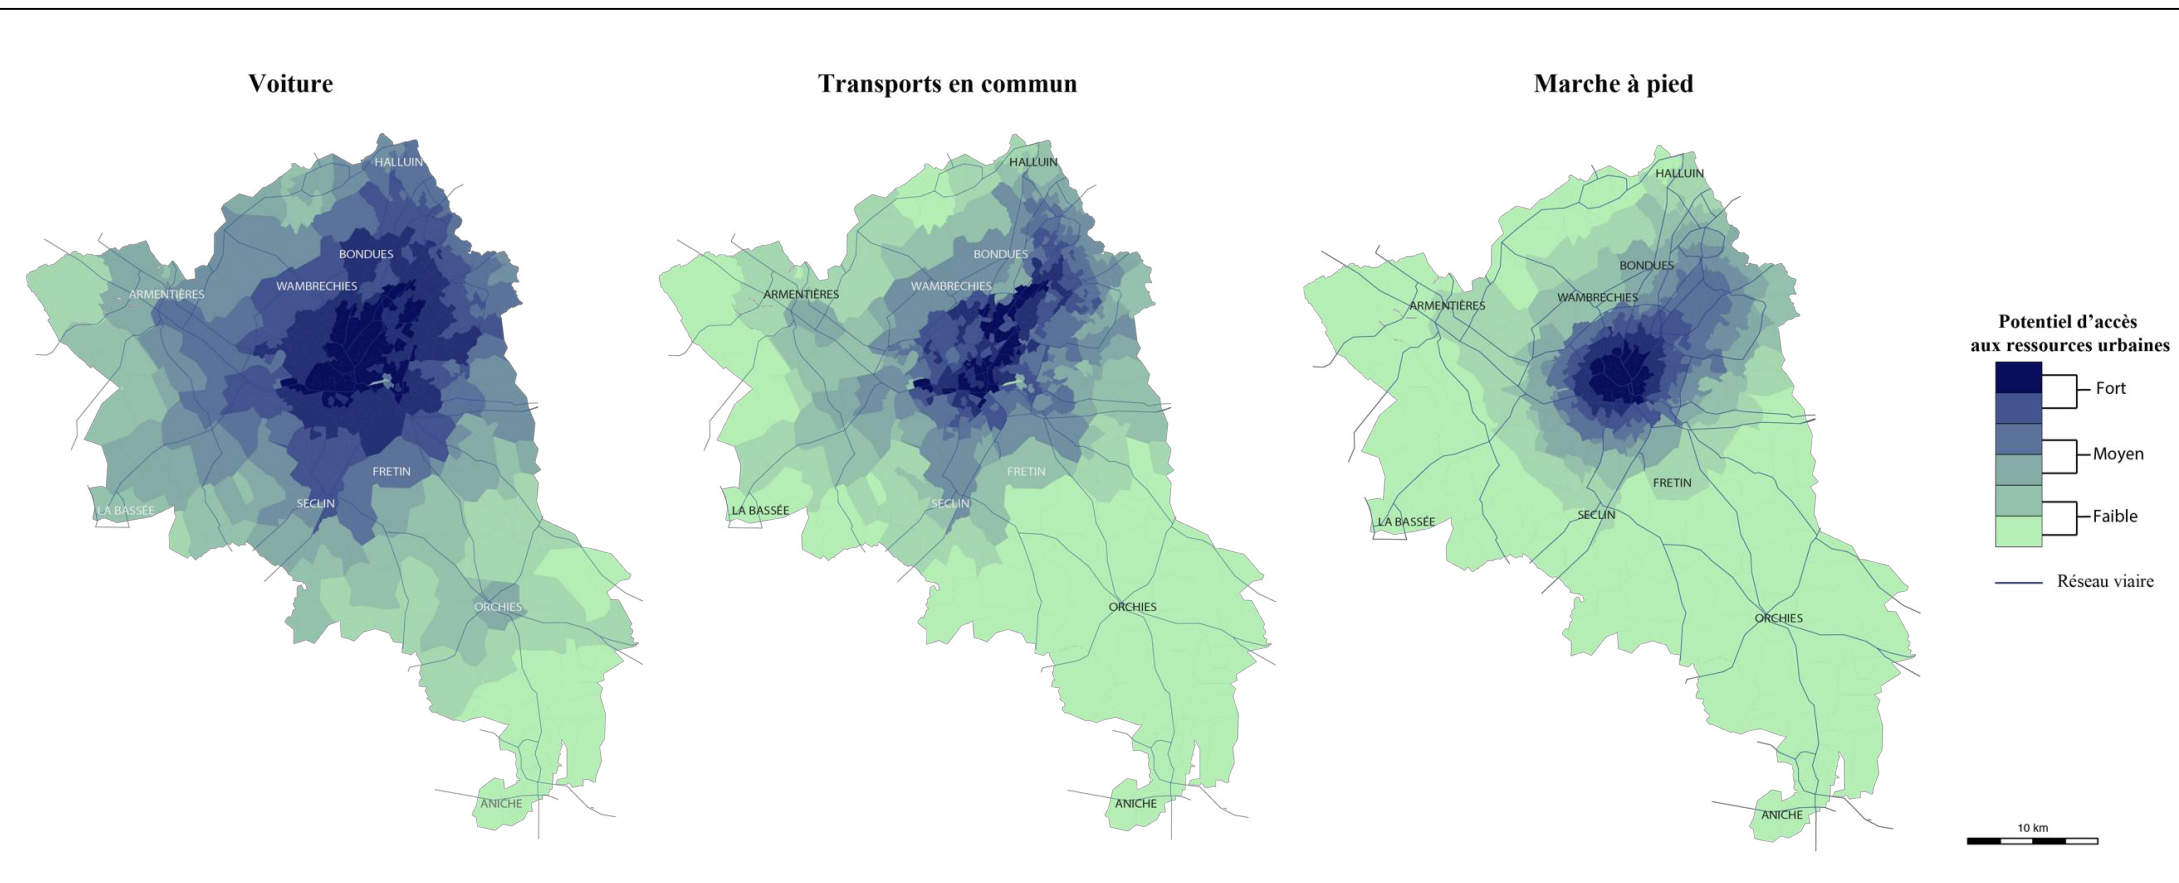 Voiture
HALLUIN
BONDUES
WAMBRECHIES
ARMENTIÈRES
FRETIN
SECLIN
LA BASSÉE
ORCHIES
ANICHE
Transports en commun
HALLUIN
BONDUES
WAMBRECHIES
ARMENTIÈRES
FRETIN
SECLIN
LA BASSÉE
ORCHIES
ANICHE
Marche à pied
HALLUIN
BONDUES
WAMBRECHIES
ARMENTIÈRES
FRETIN
SECLIN
LA BASSÉE
ORCHIES
ANICHE
Potentiel d’accès
aux ressources urbaines
Fort
Moyen
Faible
Réseau viaire
10 km